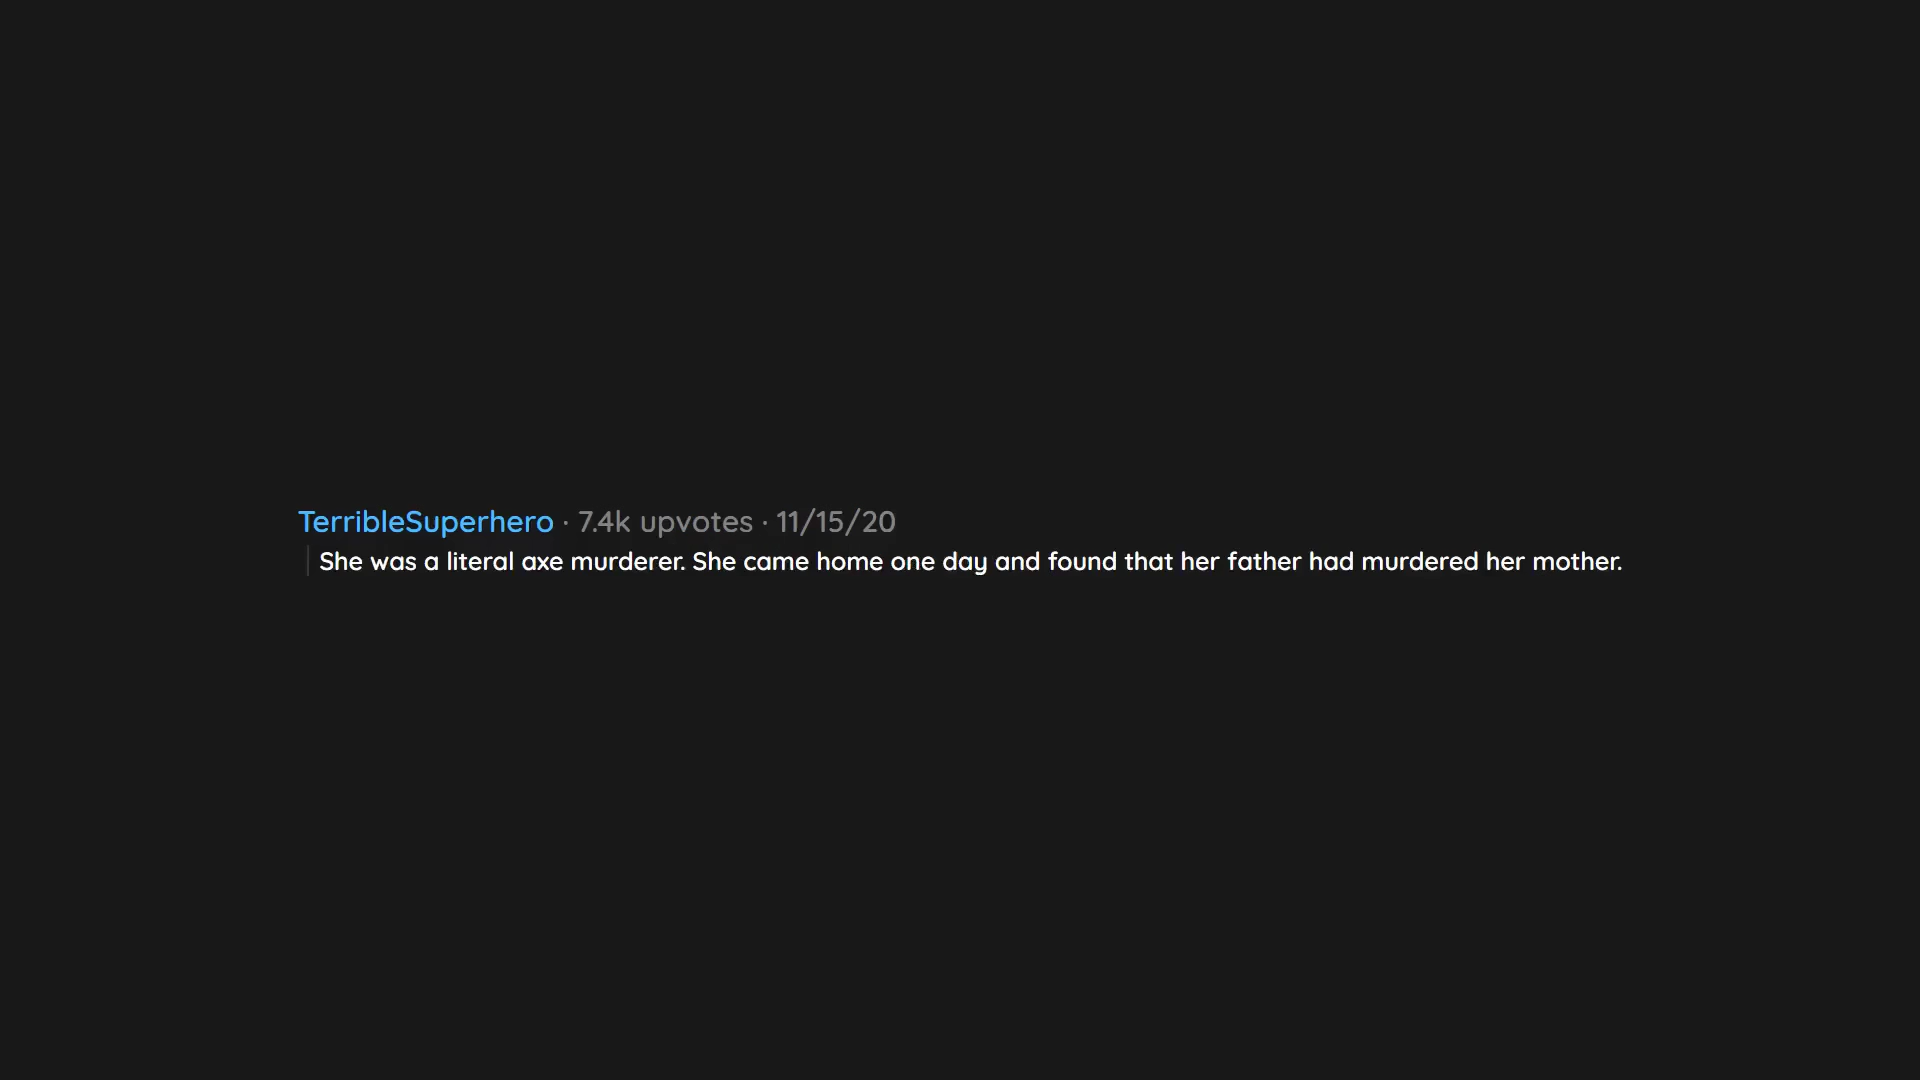 TerribleSuperhero · 7.4k upvotes · 11/15/20
She was a literal axe murderer. She came home one day and found that her father had murdered her mother.